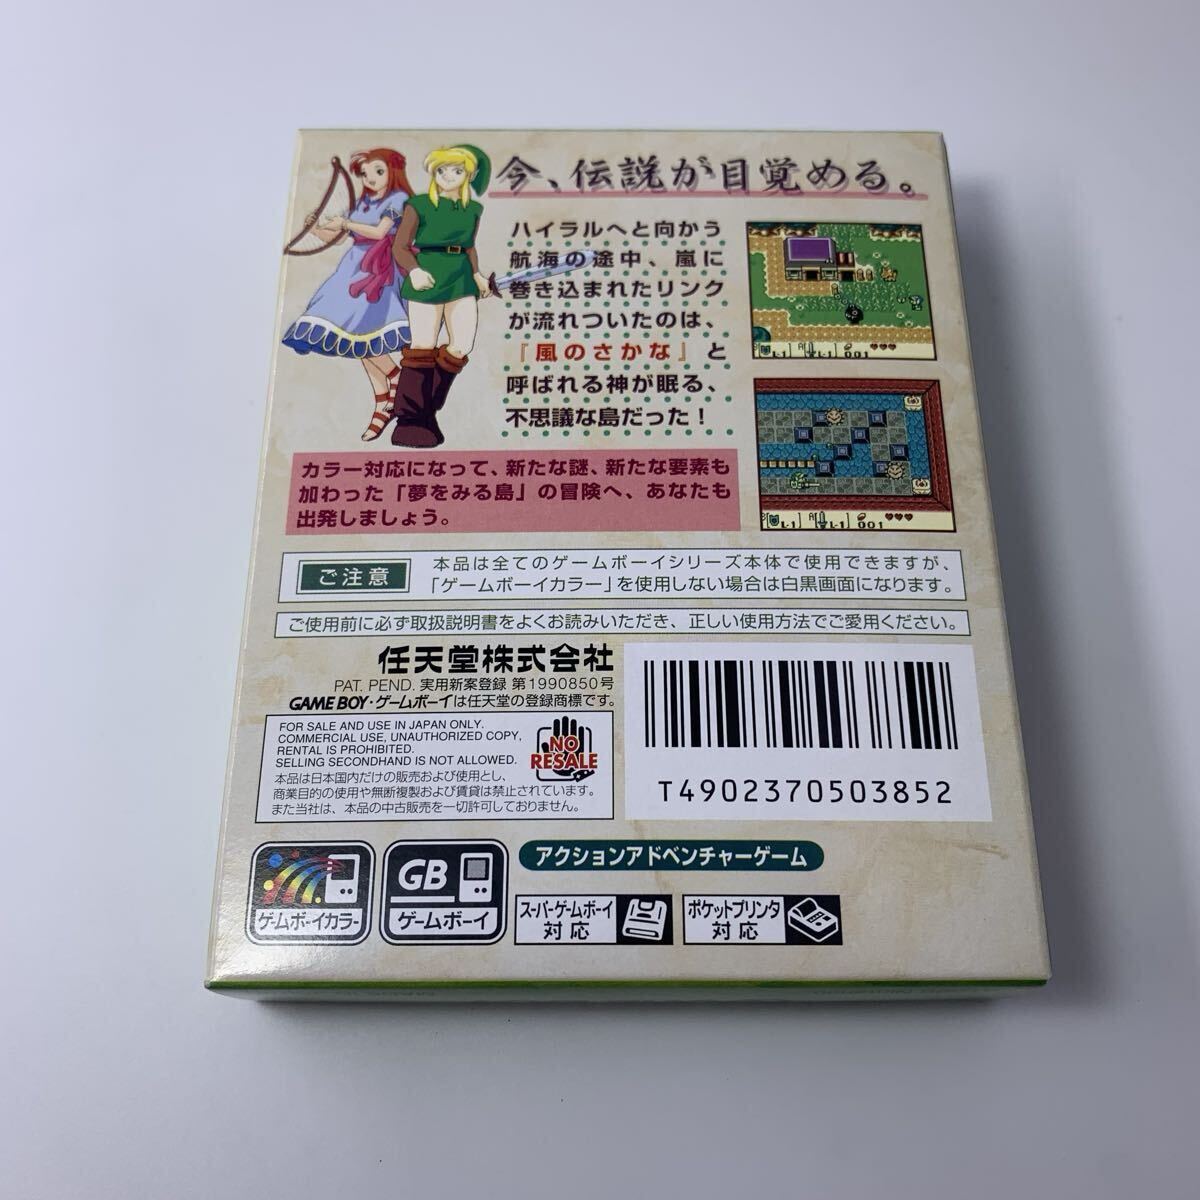 今、伝説が目覚める。
ハイラルへと向かう
航海の途中、嵐に
巻き込まれたリンク
が流れついたのは、
『風のさかな』と
呼ばれる神が眠る、
不思議な島だった！
B L-1 A L-1 001
B L-1 A L-1 001
カラー対応になって、新たな謎、新たな要素も
加わった「夢をみる島」の冒険へ、あなたも
出発しましょう。
ご注意
本品は全てのゲームボーイシリーズ本体で使用できますが、
「ゲームボーイカラー」を使用しない場合は白黒画面になります。
ご使用前に必ず取扱説明書をよくお読みいただき、正しい使用方法でご愛用ください。
任天堂株式会社
PAT. PEND. 実用新案登録 第1990850号
GAME BOY・ゲームボーイは任天堂の登録商標です。
FOR SALE AND USE IN JAPAN ONLY.
COMMERCIAL USE, UNAUTHORIZED COPY,
RENTAL IS PROHIBITED.
SELLING SECONDHAND IS NOT ALLOWED.
NO
RESALE
本品は日本国内だけの販売および使用とし、
商業目的の使用や無断複製および賃貸は禁止されています。
また当社は、本品の中古販売を一切許可しておりません。
T4902370503852
アクションアドベンチャーゲーム
ゲームボーイカラー
GB
ゲームボーイ
スーパーゲームボーイ
対応
ポケットプリンタ
対応